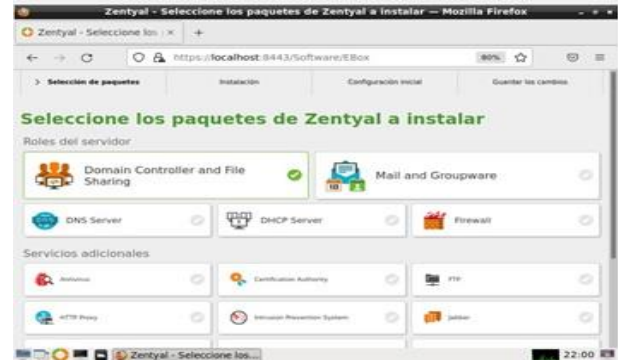 Zentyal - Seleccione los paquetes de Zentyal a instalar — Mozilla Firefox
Zentyal - Seleccione los
https://localhost:8443/Software/EBox
80%
Selección de paquetes
Instalación
Configuración inicial
Guardar los cambios
Seleccione los paquetes de Zentyal a instalar
Roles del servidor
Domain Controller and File Sharing
Mail and Groupware
DNS Server
DHCP Server
Firewall
Servicios adicionales
Antivirus
Certification Authority
FTP
HTTP Proxy
Intrusion Prevention System
Jabber
Zentyal - Seleccione los...
22:00